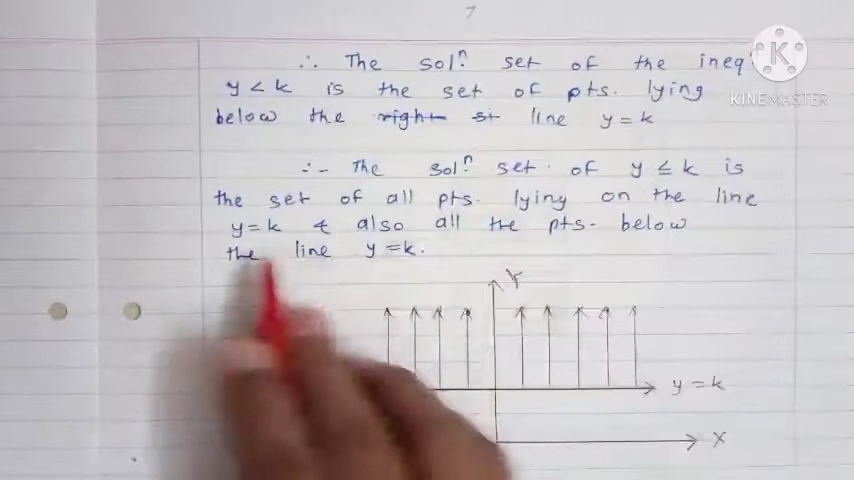 ∴ The solⁿ. set of the ineq
y < k is the set of pts. lying
below the right st line y = k
∴ The solⁿ. set of y ≤ k is
the set of all pts. lying on the line
y = k & also all the pts. below
the line y = k.
Y
y = k
X
K
KINEMASTER